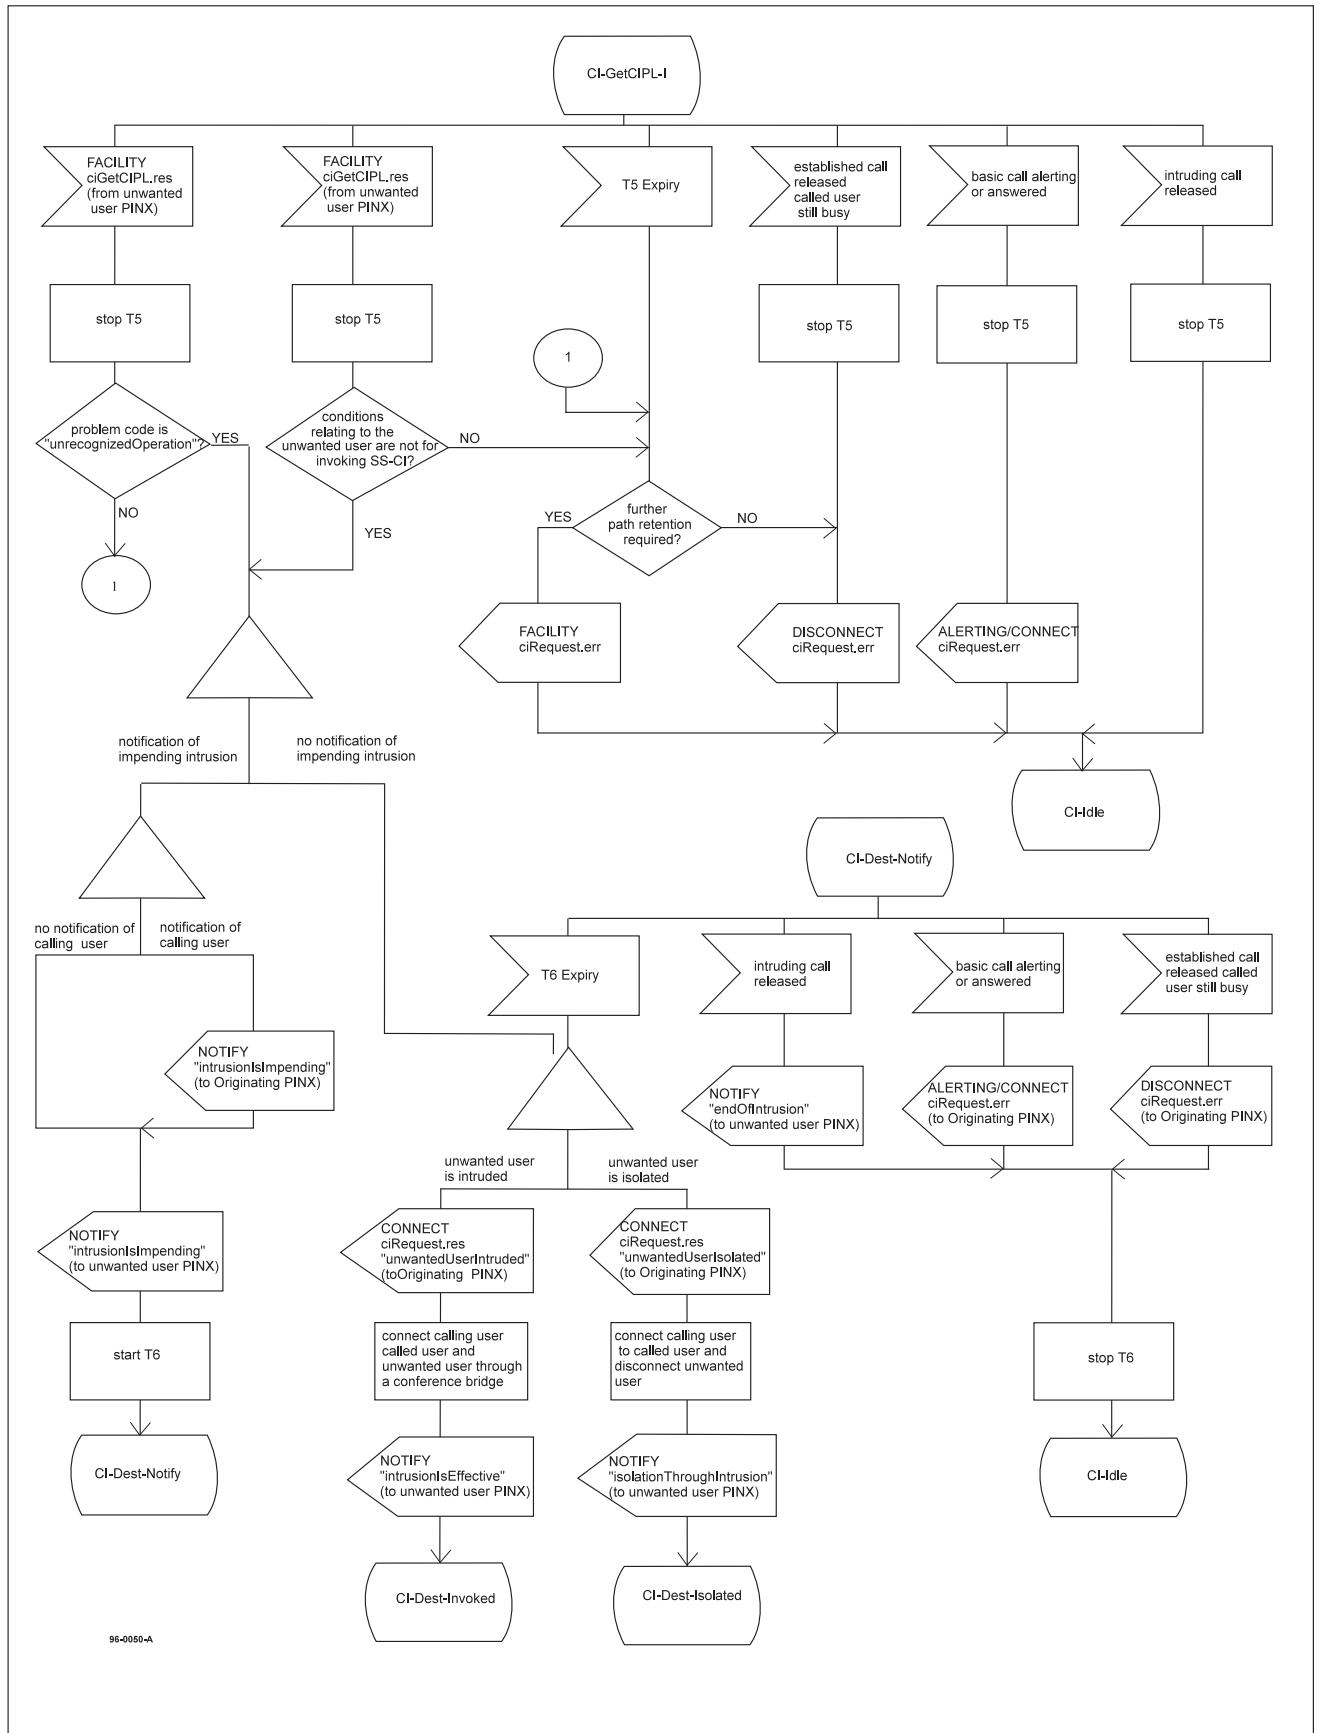 CI-GetCIPL-I
FACILITY
ciGetCIPL.res
(from unwanted
user PINX)
FACILITY
ciGetCIPL.res
(from unwanted
user PINX)
T5 Expiry
established call
released
called user
still busy
basic call alerting
or answered
intruding call
released
stop T5
stop T5
stop T5
stop T5
stop T5
1
problem code is
"unrecognizedOperation"?
YES
NO
1
conditions
relating to the
unwanted user are not for
invoking SS-CI?
NO
YES
further
path retention
required?
YES
NO
FACILITY
ciRequest.err
DISCONNECT
ciRequest.err
ALERTING/CONNECT
ciRequest.err
CI-Idle
notification of
impending intrusion
no notification of
impending intrusion
no notification of
calling user
notification of
calling user
NOTIFY
"intrusionIsImpending"
(to Originating PINX)
NOTIFY
"intrusionIsImpending"
(to unwanted user PINX)
start T6
CI-Dest-Notify
CI-Dest-Notify
T6 Expiry
intruding call
released
basic call alerting
or answered
established call
released called
user still busy
NOTIFY
"endOfIntrusion"
(to unwanted user PINX)
ALERTING/CONNECT
ciRequest.err
(to Originating PINX)
DISCONNECT
ciRequest.err
(to Originating PINX)
unwanted user
is intruded
unwanted user
is isolated
CONNECT
ciRequest.res
"unwantedUserIntruded"
(toOriginating PINX)
CONNECT
ciRequest.res
"unwantedUserIsolated"
(to Originating PINX)
connect calling user
called user and
unwanted user through
a conference bridge
connect calling user
to called user and
disconnect unwanted
user
stop T6
NOTIFY
"intrusionIsEffective"
(to unwanted user PINX)
NOTIFY
"isolationThroughIntrusion"
(to unwanted user PINX)
CI-Idle
CI-Dest-Invoked
CI-Dest-Isolated
96-0050-A